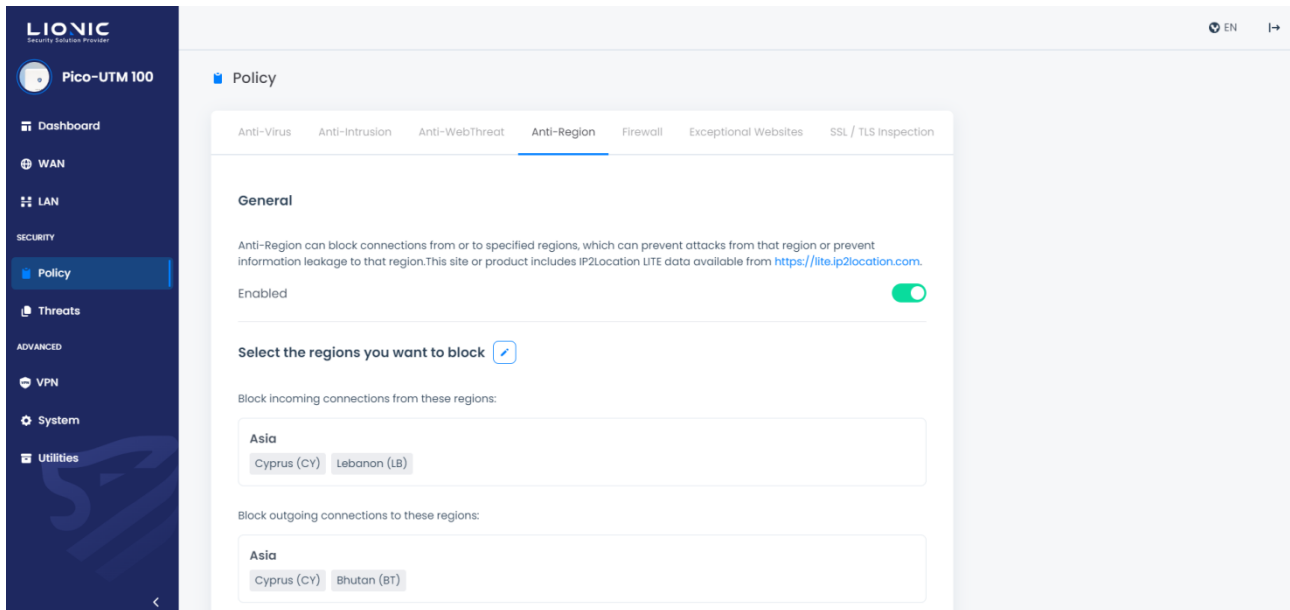 LIONIC
Security Solution Provider
EN
Pico-UTM 100
Policy
Dashboard
WAN
LAN
SECURITY
Policy
Threats
ADVANCED
VPN
System
Utilities
Anti-Virus Anti-Intrusion Anti-WebThreat Anti-Region Firewall Exceptional Websites SSL / TLS Inspection
General
Anti-Region can block connections from or to specified regions, which can prevent attacks from that region or prevent
information leakage to that region.This site or product includes IP2Location LITE data available from https://lite.ip2location.com.
Enabled
Select the regions you want to block
Block incoming connections from these regions:
Asia
Cyprus (CY) Lebanon (LB)
Block outgoing connections to these regions:
Asia
Cyprus (CY) Bhutan (BT)